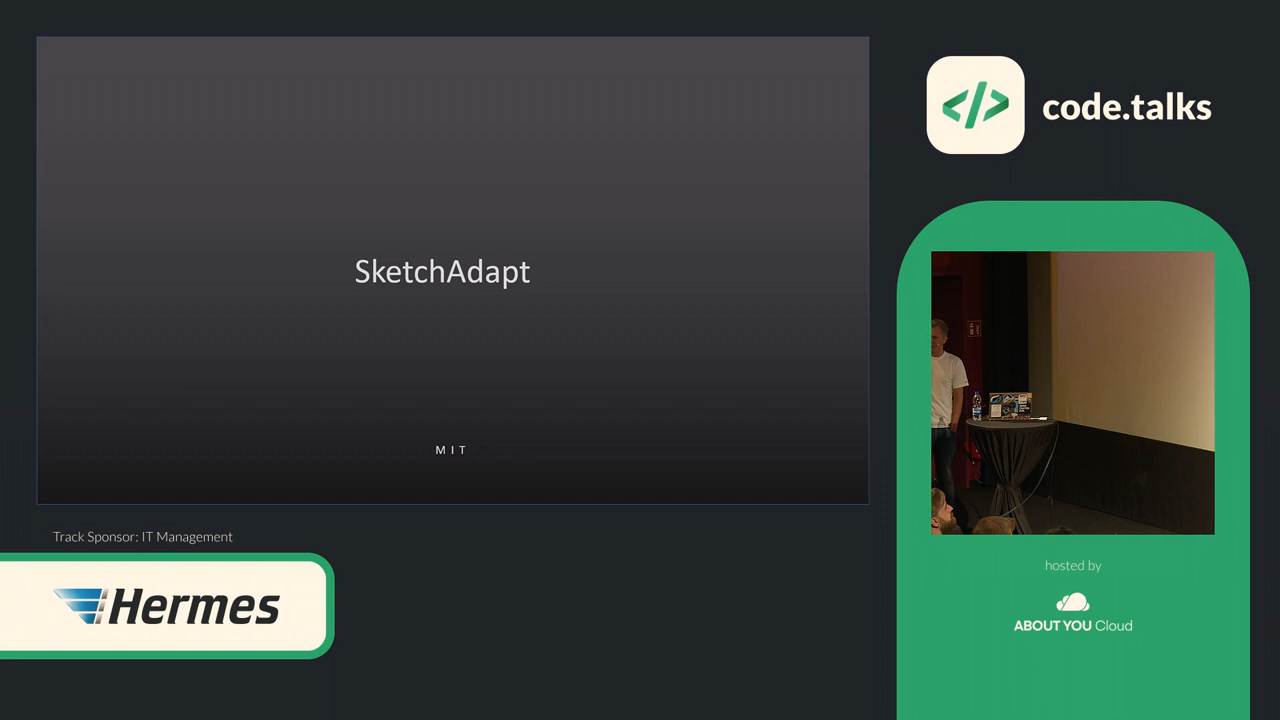 SketchAdapt
MIT
Track Sponsor: IT Management
Hermes
</> code.talks
hosted by
ABOUT YOU Cloud